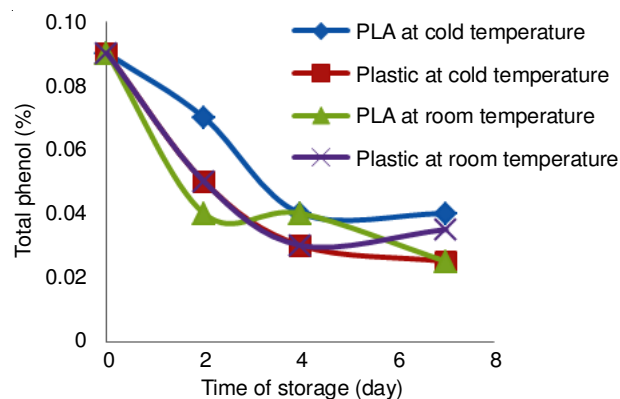 0.10
0.08
0.06
0.04
0.02
0
Total phenol (%)
PLA at cold temperature
Plastic at cold temperature
PLA at room temperature
Plastic at room temperature
0 2 4 6 8
Time of storage (day)